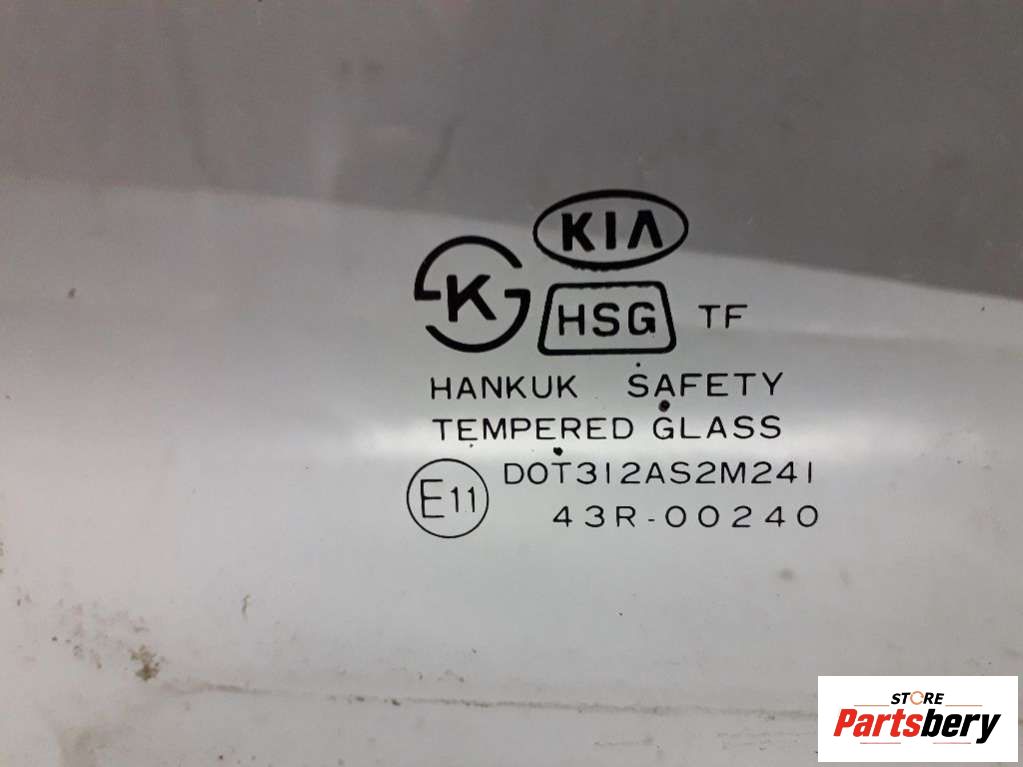 KIA
K
HSG TF
HANKUK SAFETY
TEMPERED GLASS
E11 DOT312AS2M241
43R-00240
STORE
Partsbery